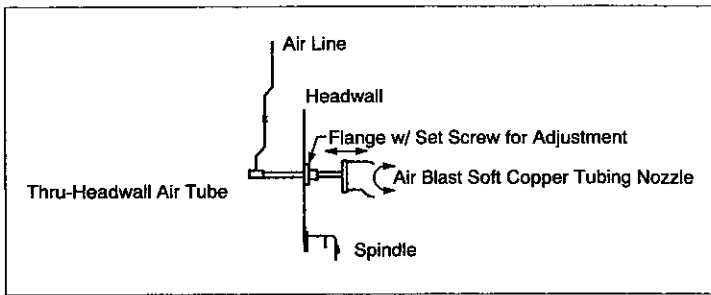 Air Line
Headwall
Flange w/ Set Screw for Adjustment
Thru-Headwall Air Tube
Air Blast Soft Copper Tubing Nozzle
Spindle